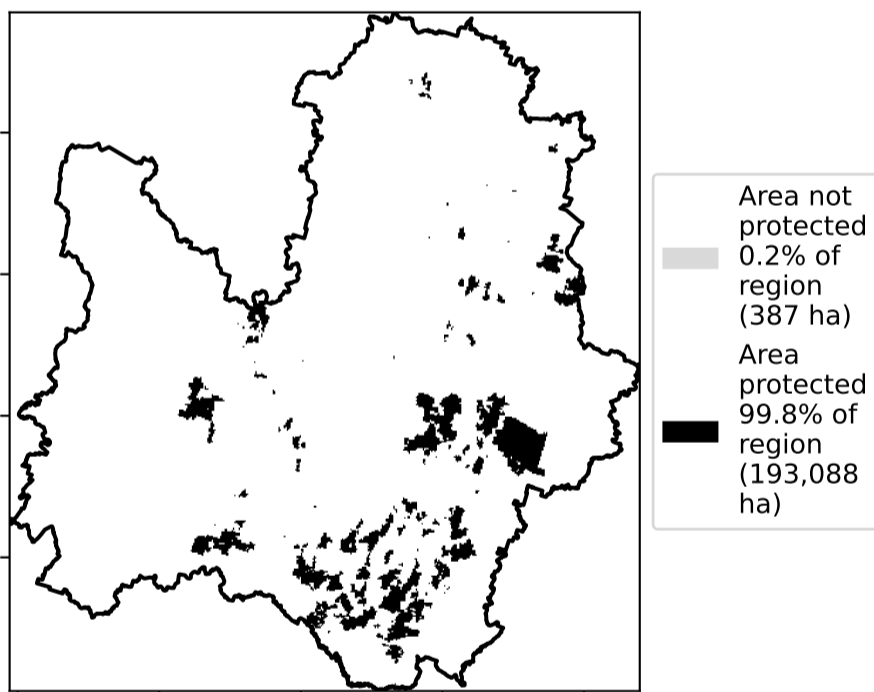 Area not
protected
0.2% of
region
(387 ha)
Area
protected
99.8% of
region
(193,088
ha)